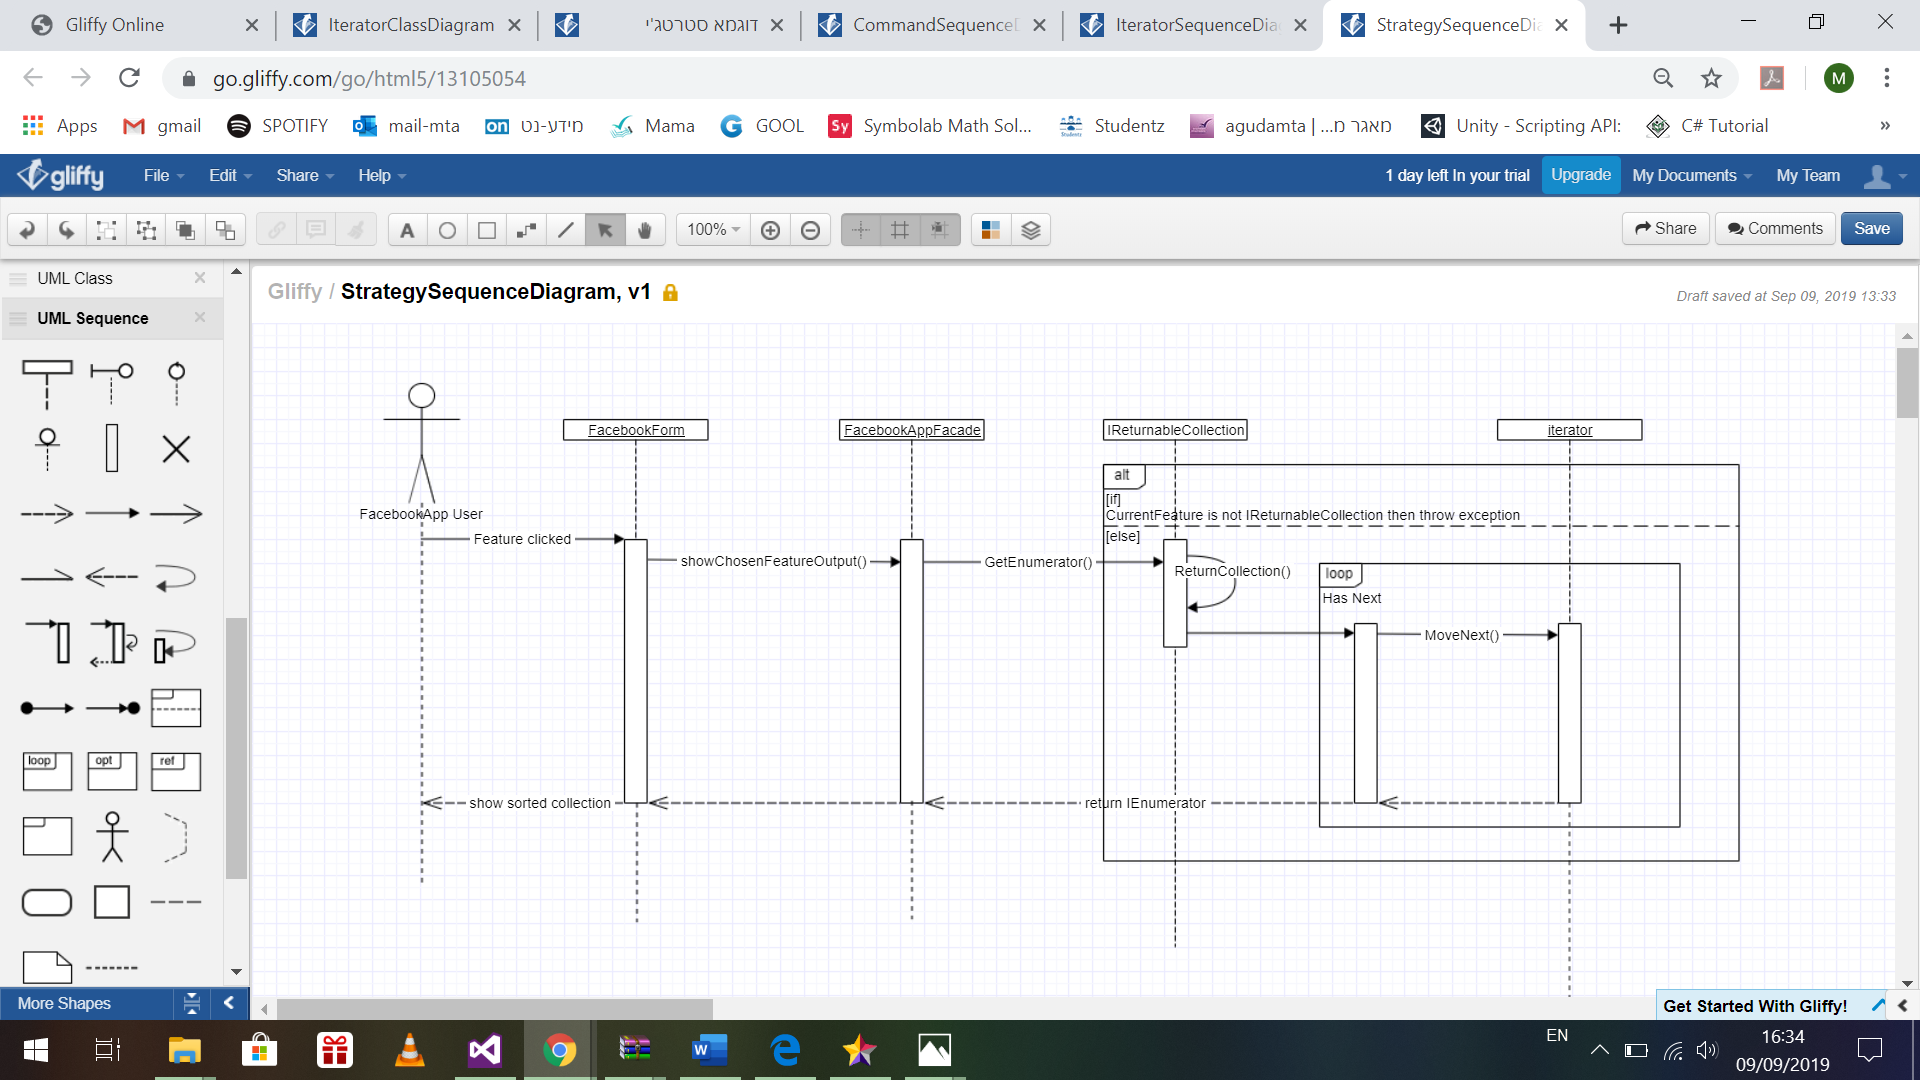 Gliffy Online
IteratorClassDiagram
דוגמא סטרטג'י
CommandSequence
IteratorSequenceDia
StrategySequenceDia
go.gliffy.com/go/html5/13105054
M
Apps
gmail
SPOTIFY
mail-mta
on מידע-נט
Mama
GOOL
Sy Symbolab Math Sol...
Studentz
agudamta | ...מאגר מ
Unity - Scripting API:
C# Tutorial
»
gliffy
File
Edit
Share
Help
1 day left In your trial
Upgrade
My Documents
My Team
A
100%
Share
Comments
Save
UML Class
UML Sequence
loop
opt
ref
More Shapes
Gliffy / StrategySequenceDiagram, v1
Draft saved at Sep 09, 2019 13:33
FacebookForm
FacebookAppFacade
IReturnableCollection
iterator
alt
[if]
CurrentFeature is not IReturnableCollection then throw exception
[else]
FacebookApp User
Feature clicked
showChosenFeatureOutput()
GetEnumerator()
ReturnCollection()
loop
Has Next
MoveNext()
show sorted collection
return IEnumerator
Get Started With Gliffy!
EN
16:34
09/09/2019